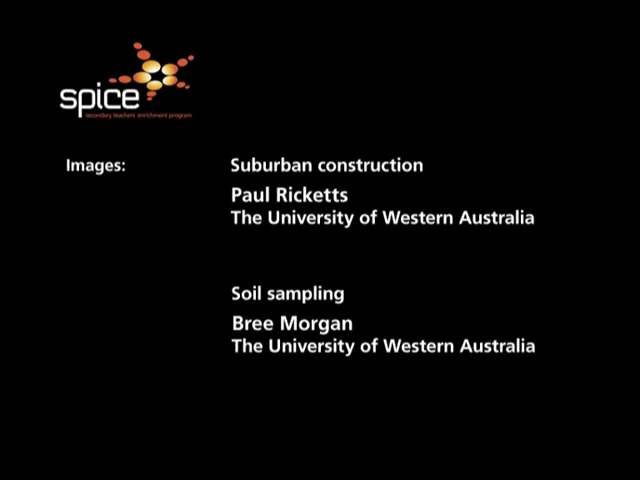 spice
secondary teachers enrichment program
Images:
Suburban construction
Paul Ricketts
The University of Western Australia
Soil sampling
Bree Morgan
The University of Western Australia